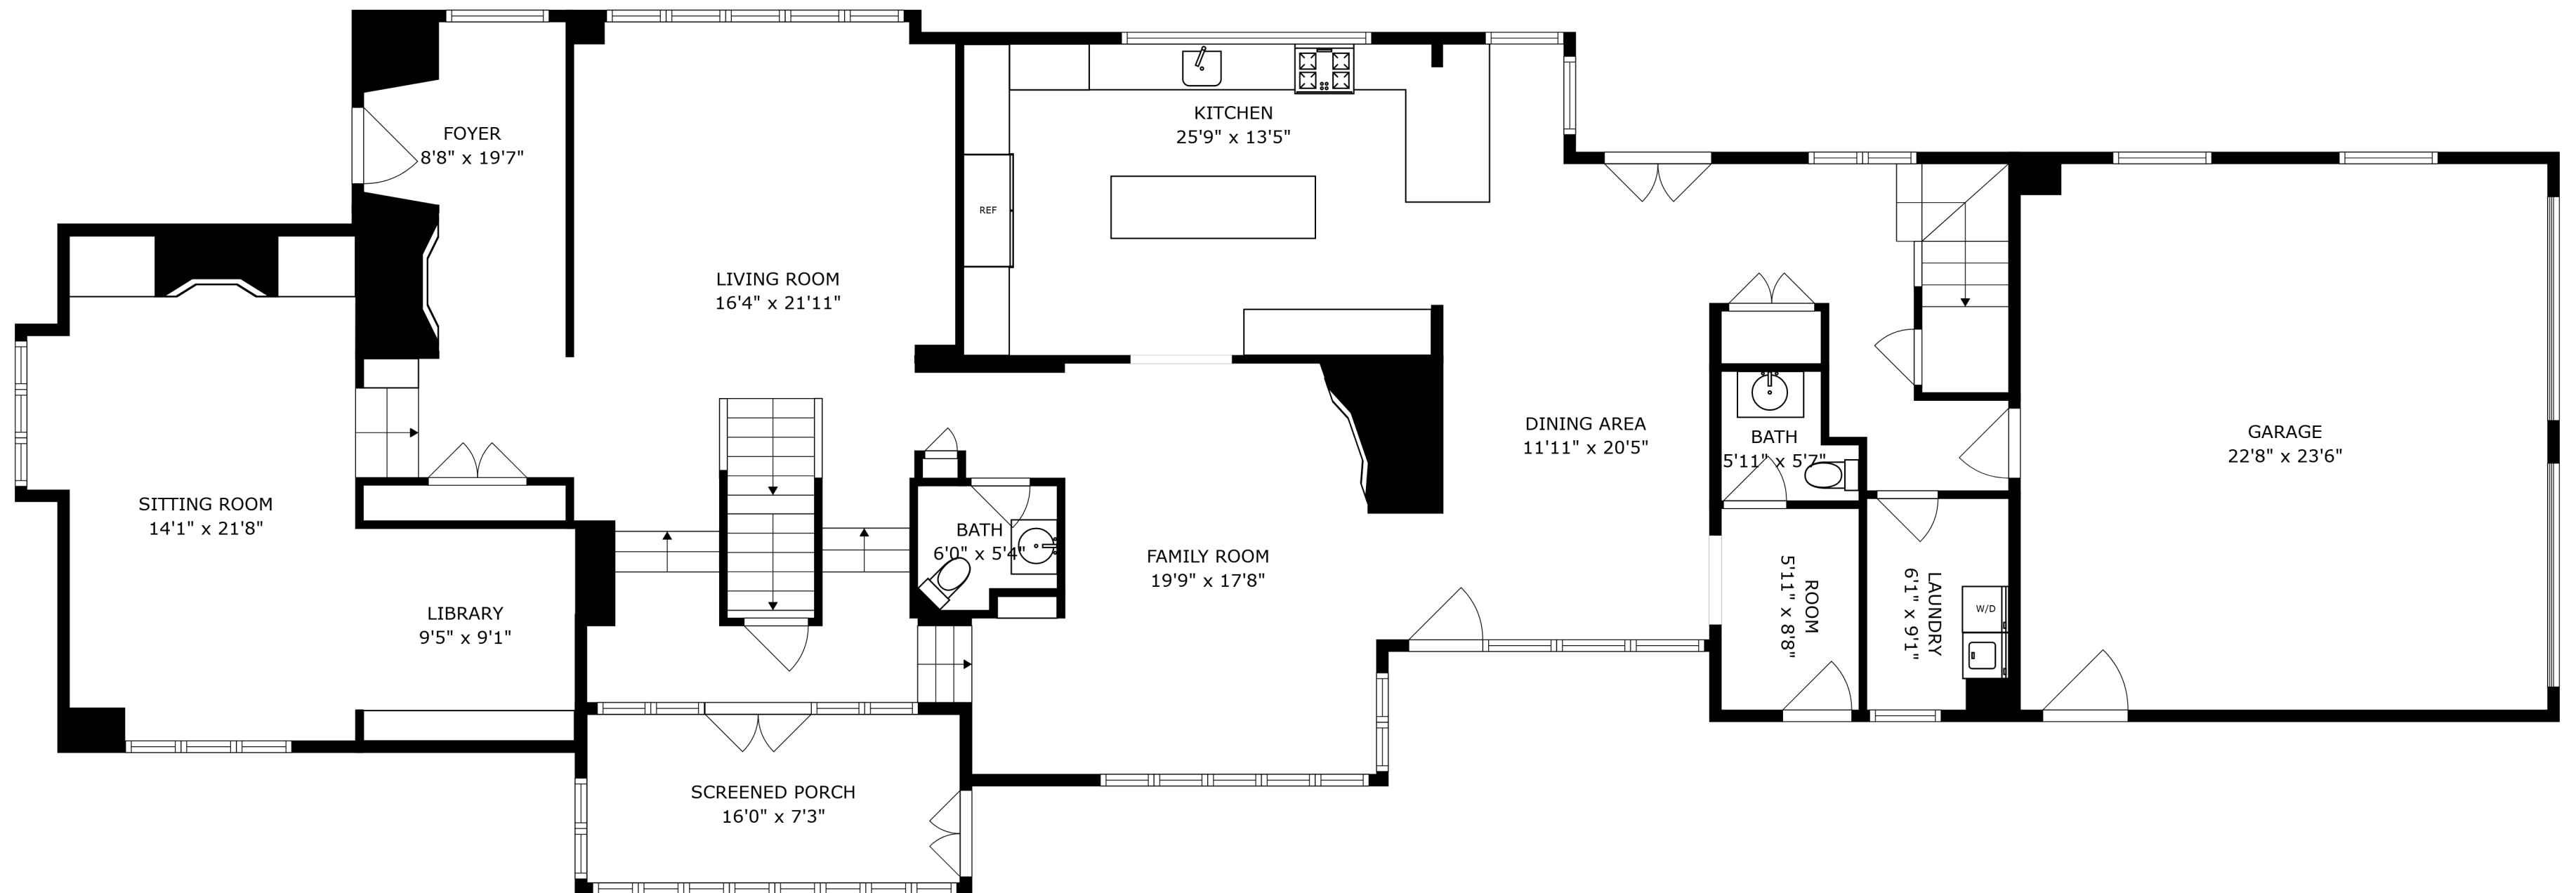 FOYER
8'8" x 19'7"
LIVING ROOM
16'4" x 21'11"
KITCHEN
25'9" x 13'5"
REF
SITTING ROOM
14'1" x 21'8"
LIBRARY
9'5" x 9'1"
BATH
6'0" x 5'4"
FAMILY ROOM
19'9" x 17'8"
DINING AREA
11'11" x 20'5"
BATH
5'11" x 5'7"
ROOM
5'11" x 8'8"
LAUNDRY
6'1" x 9'1"
W/D
GARAGE
22'8" x 23'6"
SCREENED PORCH
16'0" x 7'3"